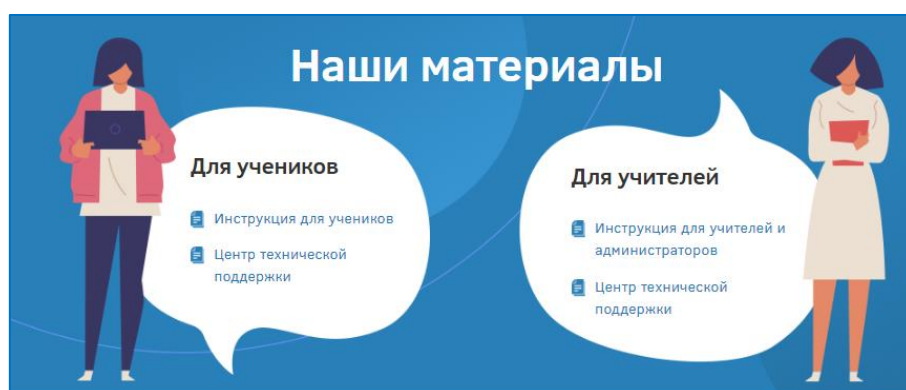 Наши материалы
Для учеников
Инструкция для учеников
Центр технической
поддержки
Для учителей
Инструкция для учителей и
администраторов
Центр технической
поддержки